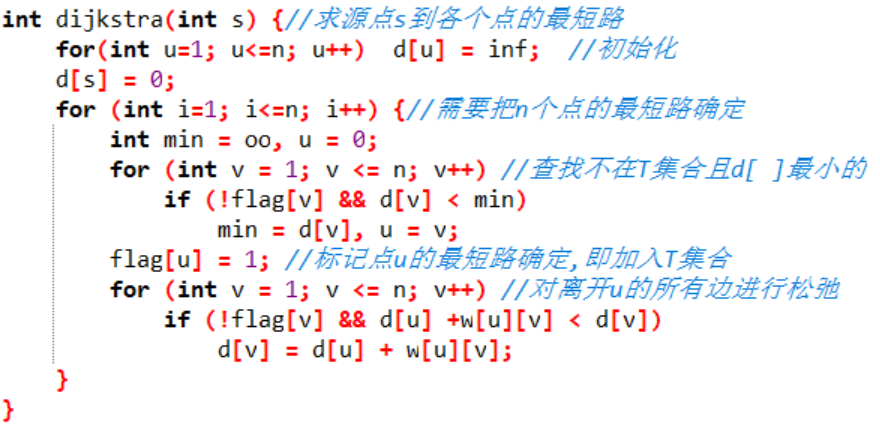 int dijkstra(int s) {//求源点s到各个点的最短路
    for(int u=1; u<=n; u++)  d[u] = inf;  //初始化
    d[s] = 0;
    for (int i=1; i<=n; i++) {//需要把n个点的最短路确定
        int min = oo, u = 0;
        for (int v = 1; v <= n; v++) //查找不在T集合且d[ ]最小的
            if (!flag[v] && d[v] < min)
                min = d[v], u = v;
        flag[u] = 1; //标记点u的最短路确定,即加入T集合
        for (int v = 1; v <= n; v++) //对离开u的所有边进行松弛
            if (!flag[v] && d[u] +w[u][v] < d[v])
                d[v] = d[u] + w[u][v];
    }
}